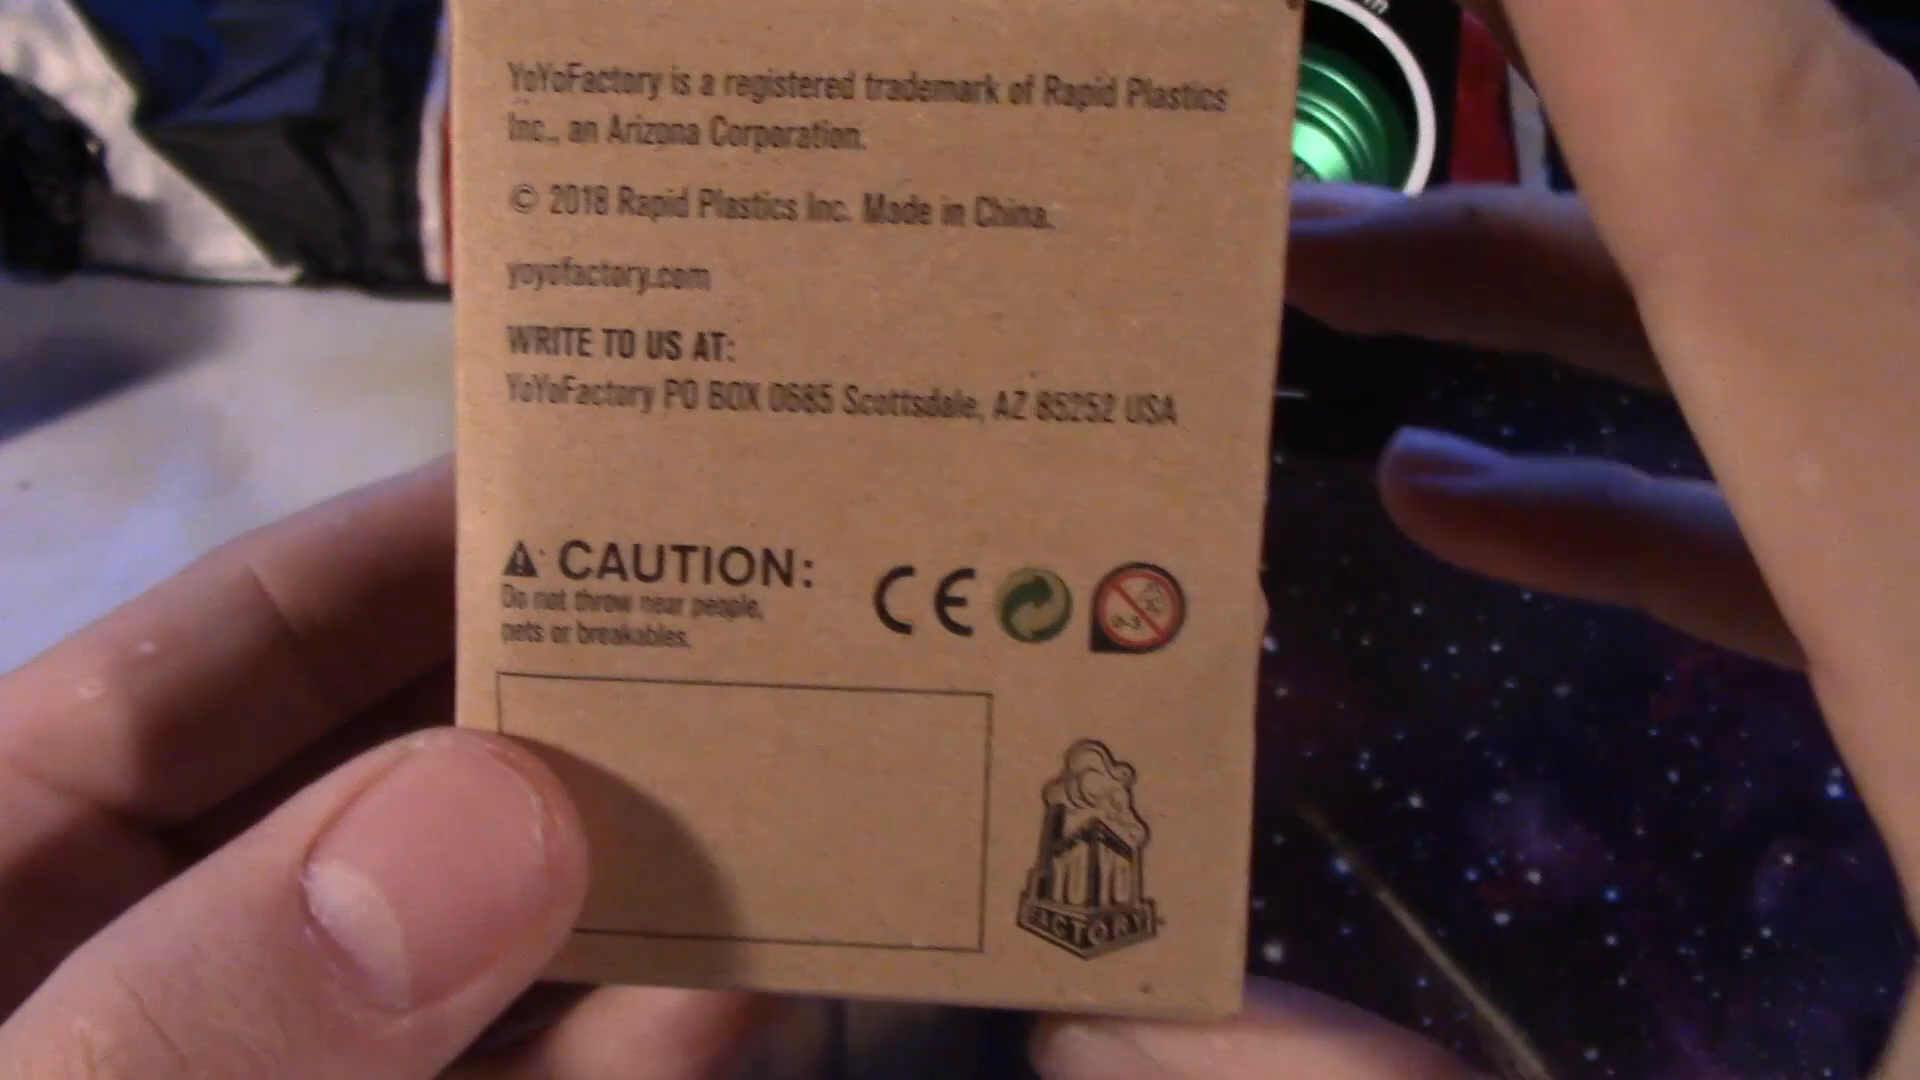 YoYoFactory is a registered trademark of Rapid Plastics
Inc., an Arizona Corporation.
© 2018 Rapid Plastics Inc. Made in China.
yoyofactory.com
WRITE TO US AT:
YoYoFactory PO BOX 0685 Scottsdale, AZ 85252 USA
CAUTION:
Do not throw near people,
pets or breakables.
CE
0-3
YOYO
FACTORY